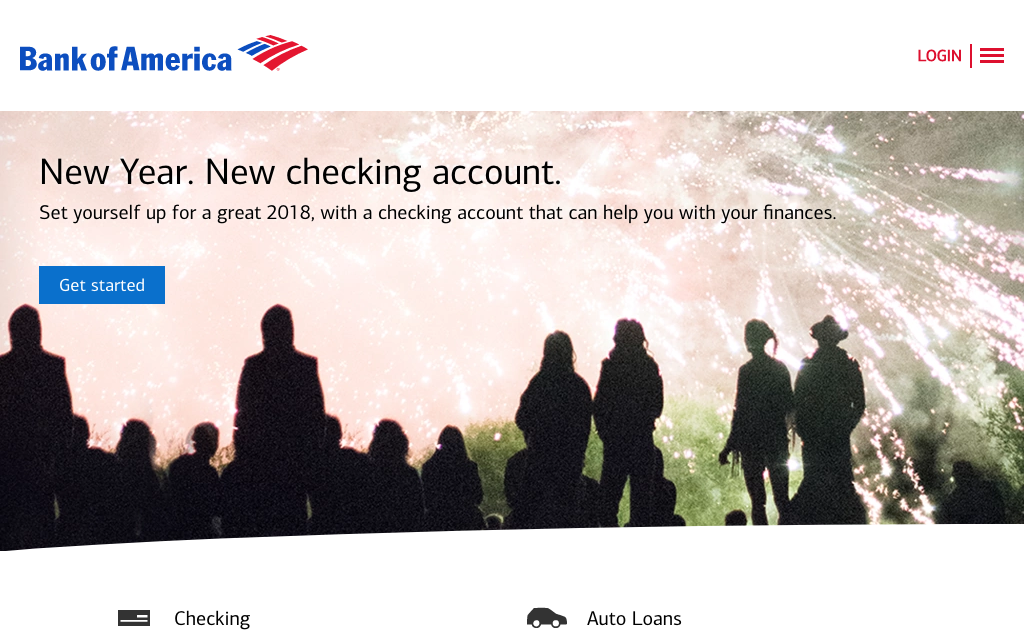 Bank of America
LOGIN
New Year. New checking account.
Set yourself up for a great 2018, with a checking account that can help you with your finances.
Get started
Checking
Auto Loans